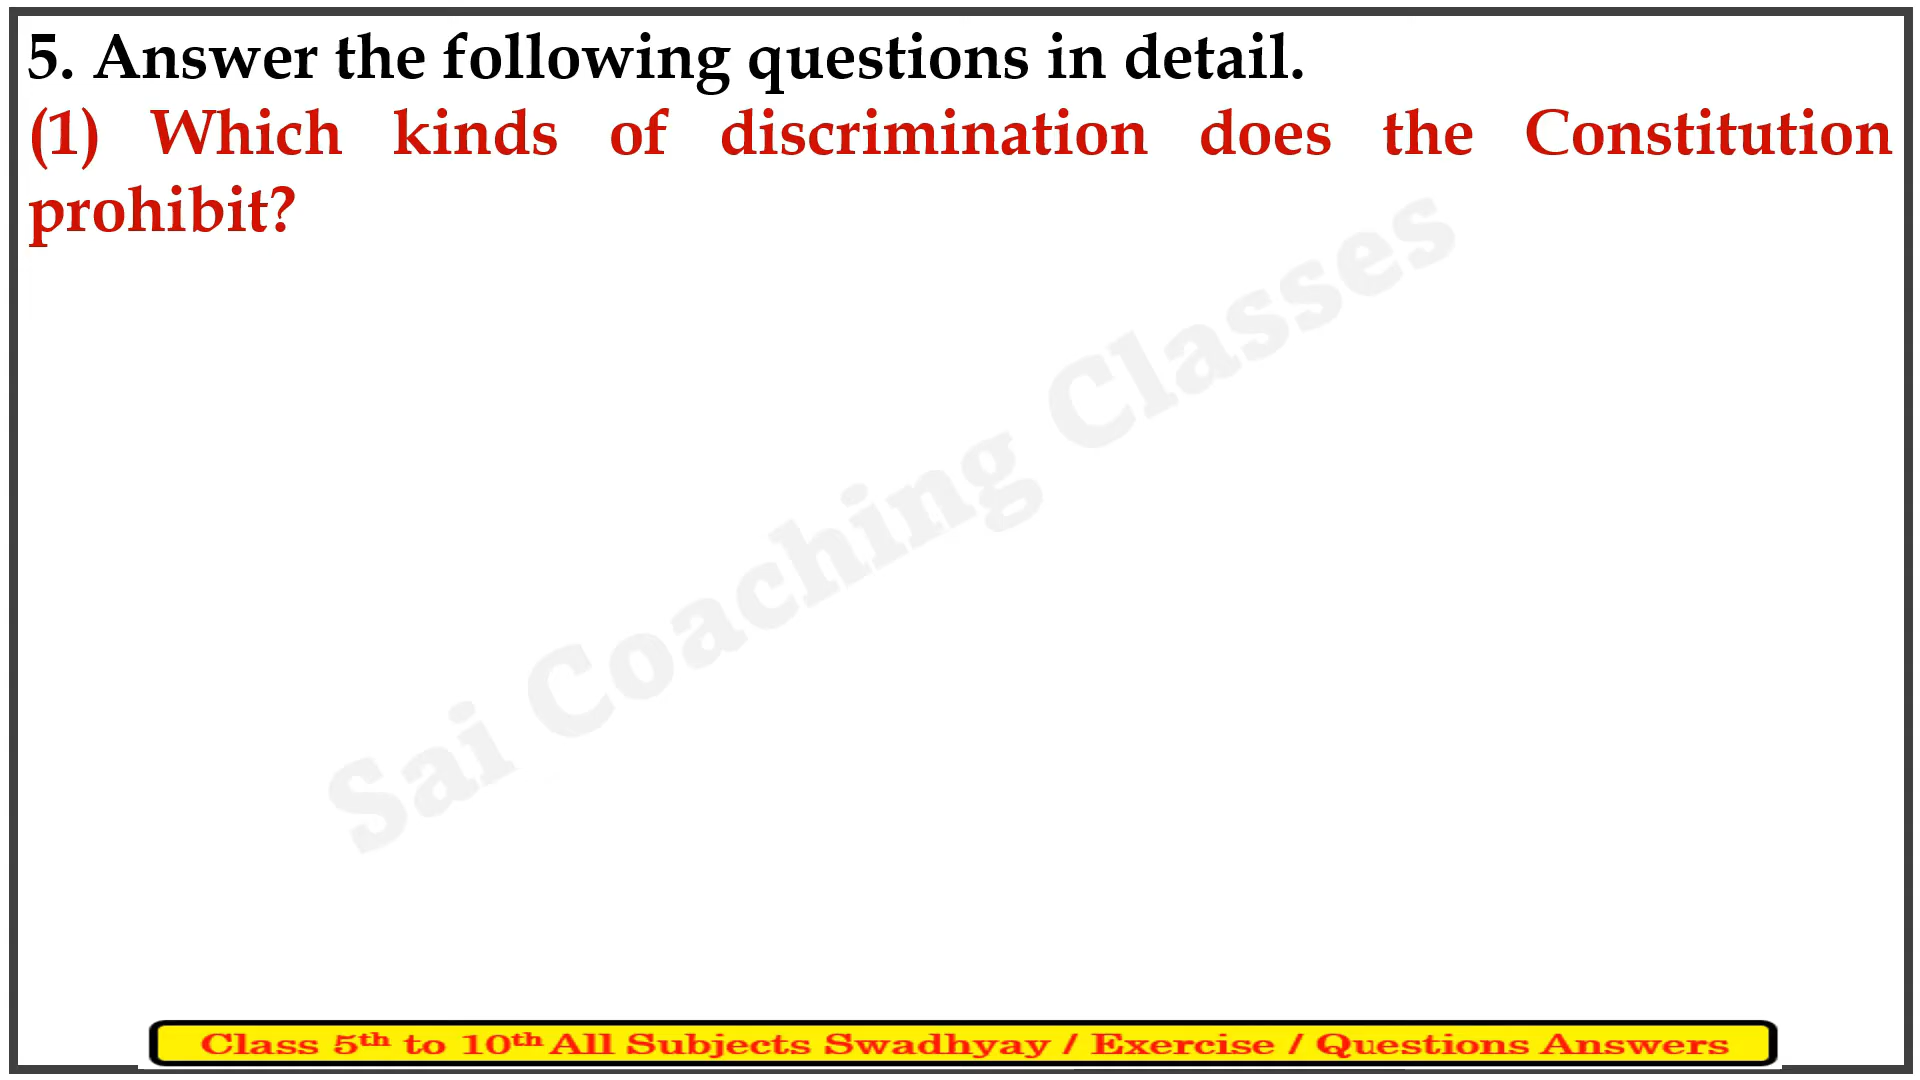 5. Answer the following questions in detail.
(1) Which kinds of discrimination does the Constitution
prohibit?
Sai Coaching Classes
Class 5th to 10th All Subjects Swadhyay / Exercise / Questions Answers